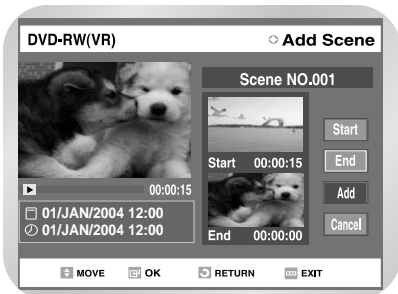 DVD-RW(VR) Add Scene
Scene NO.001
Start 00:00:15
End 00:00:00
Start
End
Add
Cancel
00:00:15
01/JAN/2004 12:00
01/JAN/2004 12:00
MOVE OK RETURN EXIT